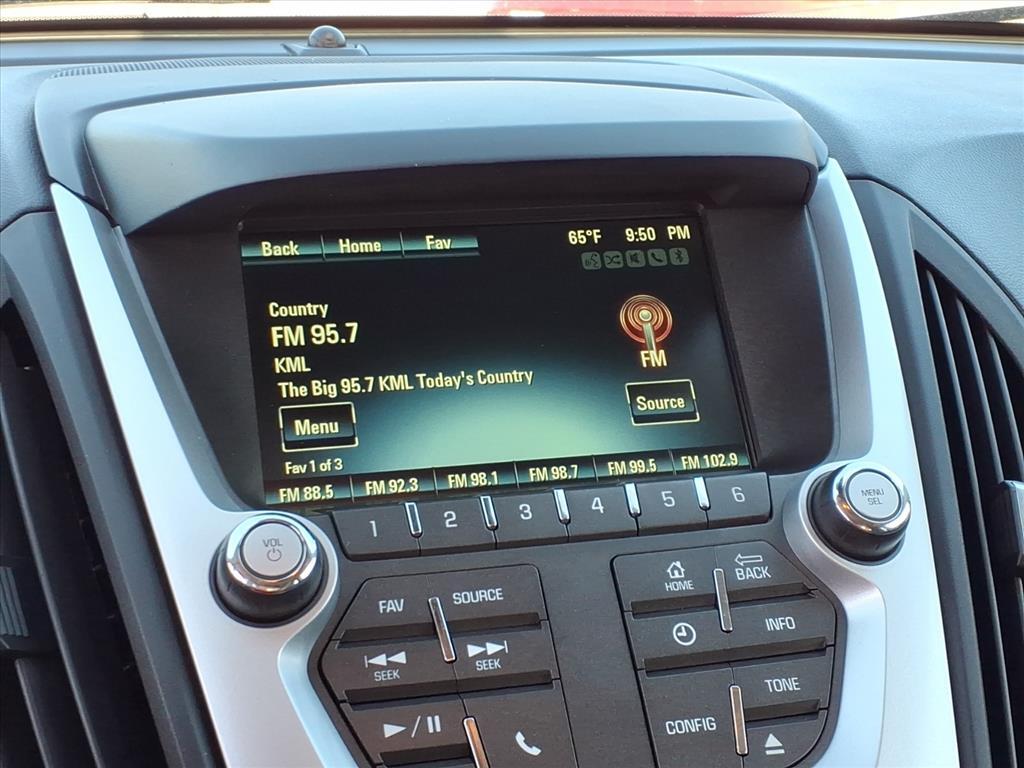 Back Home Fav 65°F 9:50 PM
Country
FM 95.7
KML
The Big 95.7 KML Today's Country
FM
Menu
Source
Fav 1 of 3
FM 88.5 FM 92.3 FM 98.1 FM 98.7 FM 99.5 FM 102.9
1 2 3 4 5 6
VOL
MENU
SEL
FAV SOURCE
HOME BACK
SEEK SEEK
INFO
CONFIG TONE